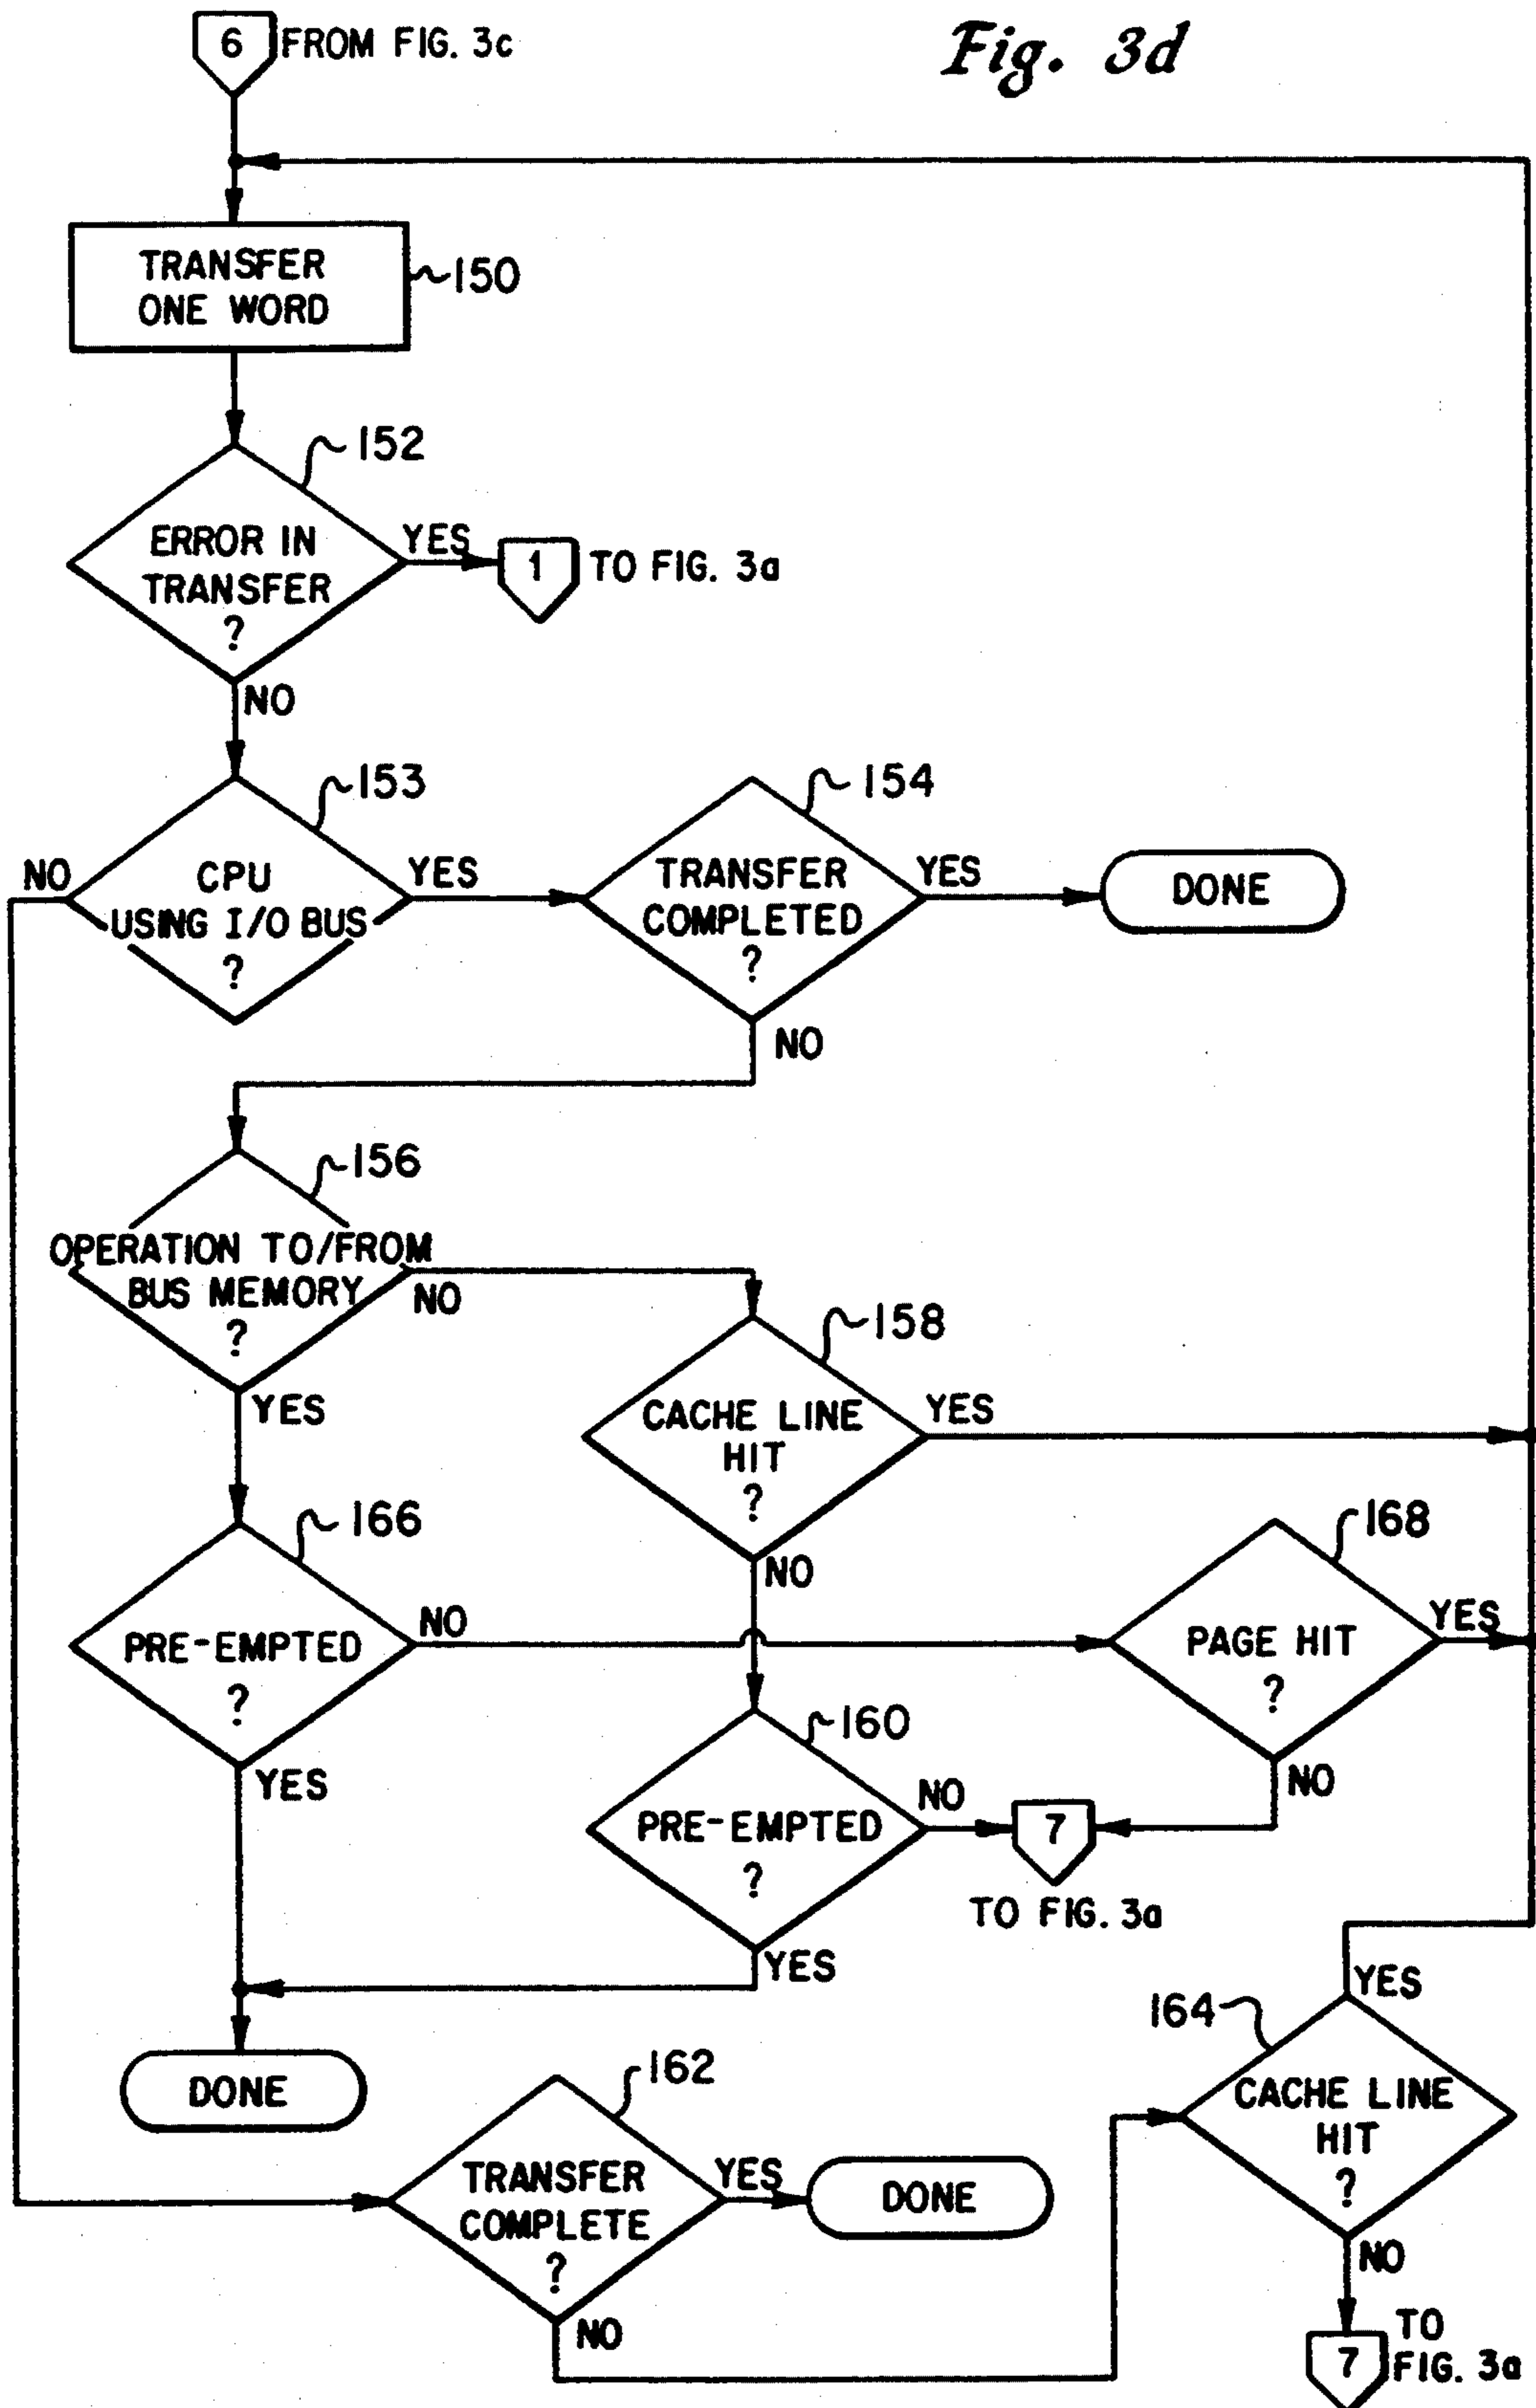 6 FROM FIG. 3c
Fig. 3d
TRANSFER
ONE WORD
150
152
ERROR IN
TRANSFER
?
YES
1 TO FIG. 3a
NO
153
CPU
USING I/O BUS
?
NO
YES
154
TRANSFER
COMPLETED
?
YES
DONE
NO
156
OPERATION TO/FROM
BUS MEMORY
?
NO
YES
158
CACHE LINE
HIT
?
YES
NO
166
PRE-EMPTED
?
NO
YES
168
PAGE HIT
?
YES
NO
160
PRE-EMPTED
?
NO
7
TO FIG. 3a
YES
DONE
162
TRANSFER
COMPLETE
?
YES
DONE
NO
164
YES
CACHE LINE
HIT
?
NO
7
TO
FIG. 3a